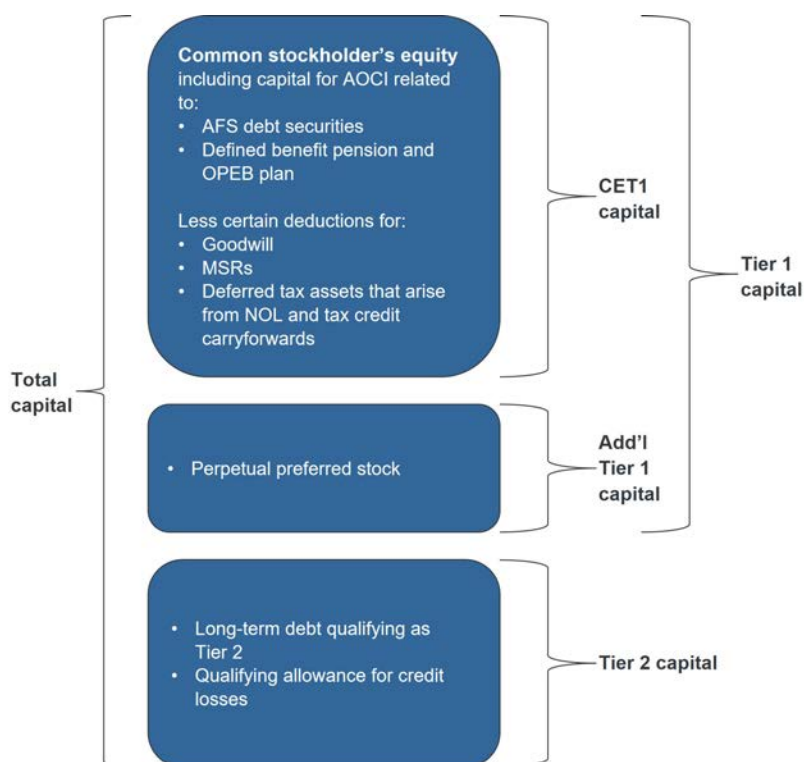 Common stockholder's equity
including capital for AOCI related
to:
• AFS debt securities
• Defined benefit pension and
OPEB plan
Less certain deductions for:
• Goodwill
• MSRs
• Deferred tax assets that arise
from NOL and tax credit
carryforwards
CET1
capital
Tier 1
capital
Total
capital
• Perpetual preferred stock
Add'l
Tier 1
capital
• Long-term debt qualifying as
Tier 2
• Qualifying allowance for credit
losses
Tier 2 capital